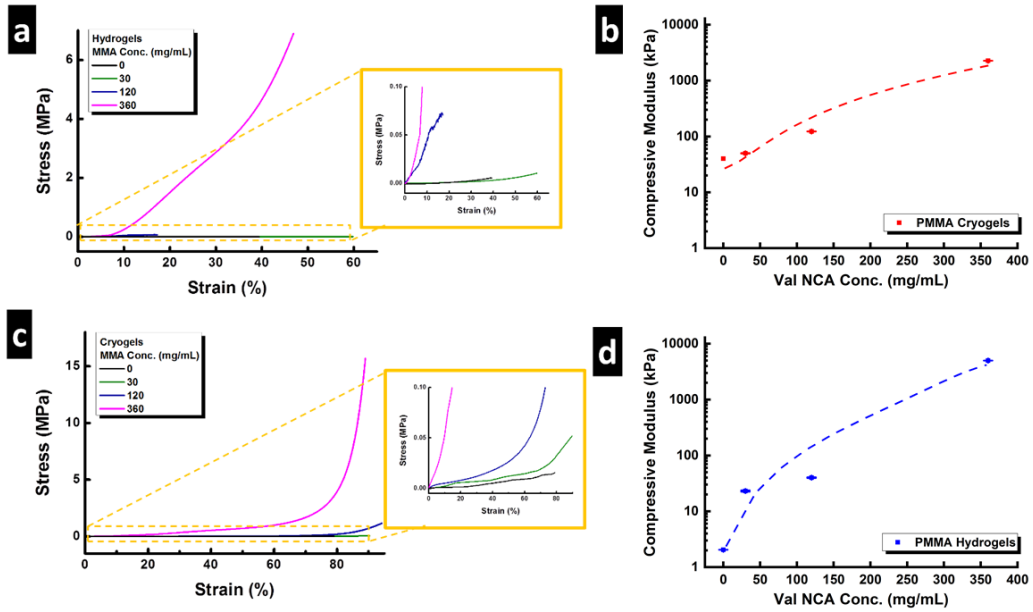 a
Hydrogels
MMA Conc. (mg/mL)
0
30
120
360
6
4
2
0
Stress (MPa)
0 10 20 30 40 50 60
Strain (%)
0.10
0.05
0.00
Stress (MPa)
0 10 20 30 40 50 60
Strain (%)
b
10000
1000
100
10
1
Compressive Modulus (kPa)
PMMA Cryogels
0 50 100 150 200 250 300 350 400
Val NCA Conc. (mg/mL)
c
Cryogels
MMA Conc. (mg/mL)
0
30
120
360
15
10
5
0
Stress (MPa)
0 20 40 60 80
Strain (%)
0.10
0.05
0.00
Stress (MPa)
0 20 40 60 80
Strain (%)
d
10000
1000
100
10
1
Compressive Modulus (kPa)
PMMA Hydrogels
0 50 100 150 200 250 300 350 400
Val NCA Conc. (mg/mL)